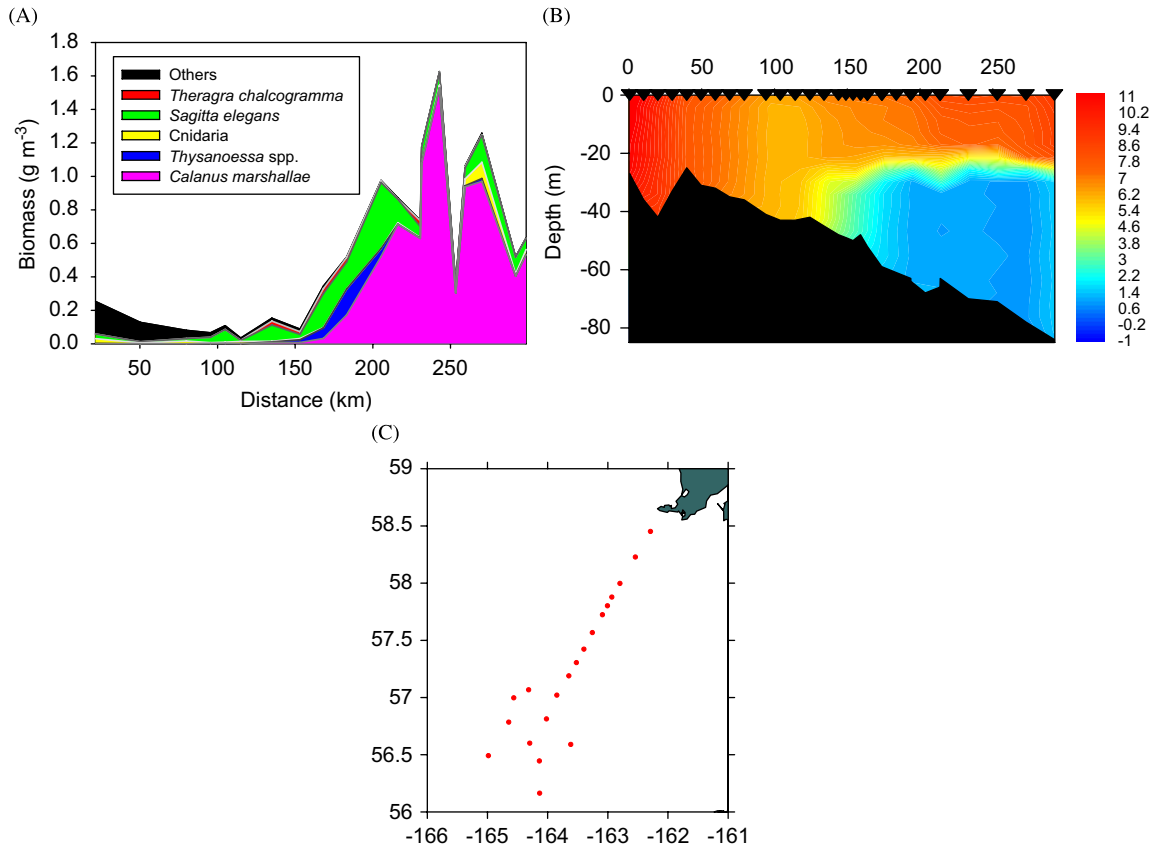 (A)
1.8
1.6
1.4
1.2
1.0
0.8
0.6
0.4
0.2
0.0
Biomass (g m-3)
Others
Theragra chalcogramma
Sagitta elegans
Cnidaria
Thysanoessa spp.
Calanus marshallae
50 100 150 200 250
Distance (km)
(B)
0 50 100 150 200 250
0
-20
-40
-60
-80
Depth (m)
11
10.2
9.4
8.6
7.8
7
6.2
5.4
4.6
3.8
3
2.2
1.4
0.6
-0.2
-1
(C)
59
58.5
58
57.5
57
56.5
56
-166 -165 -164 -163 -162 -161